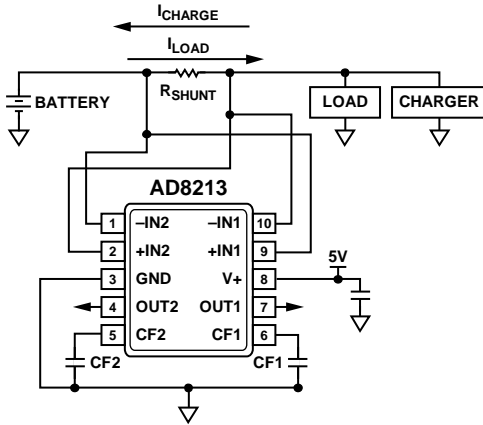 ICHARGE
ILOAD
RSHUNT
BATTERY
LOAD
CHARGER
AD8213
1 –IN2 –IN1 10
2 +IN2 +IN1 9
3 GND V+ 8
4 OUT2 OUT1 7
5 CF2 CF1 6
5V
CF2
CF1